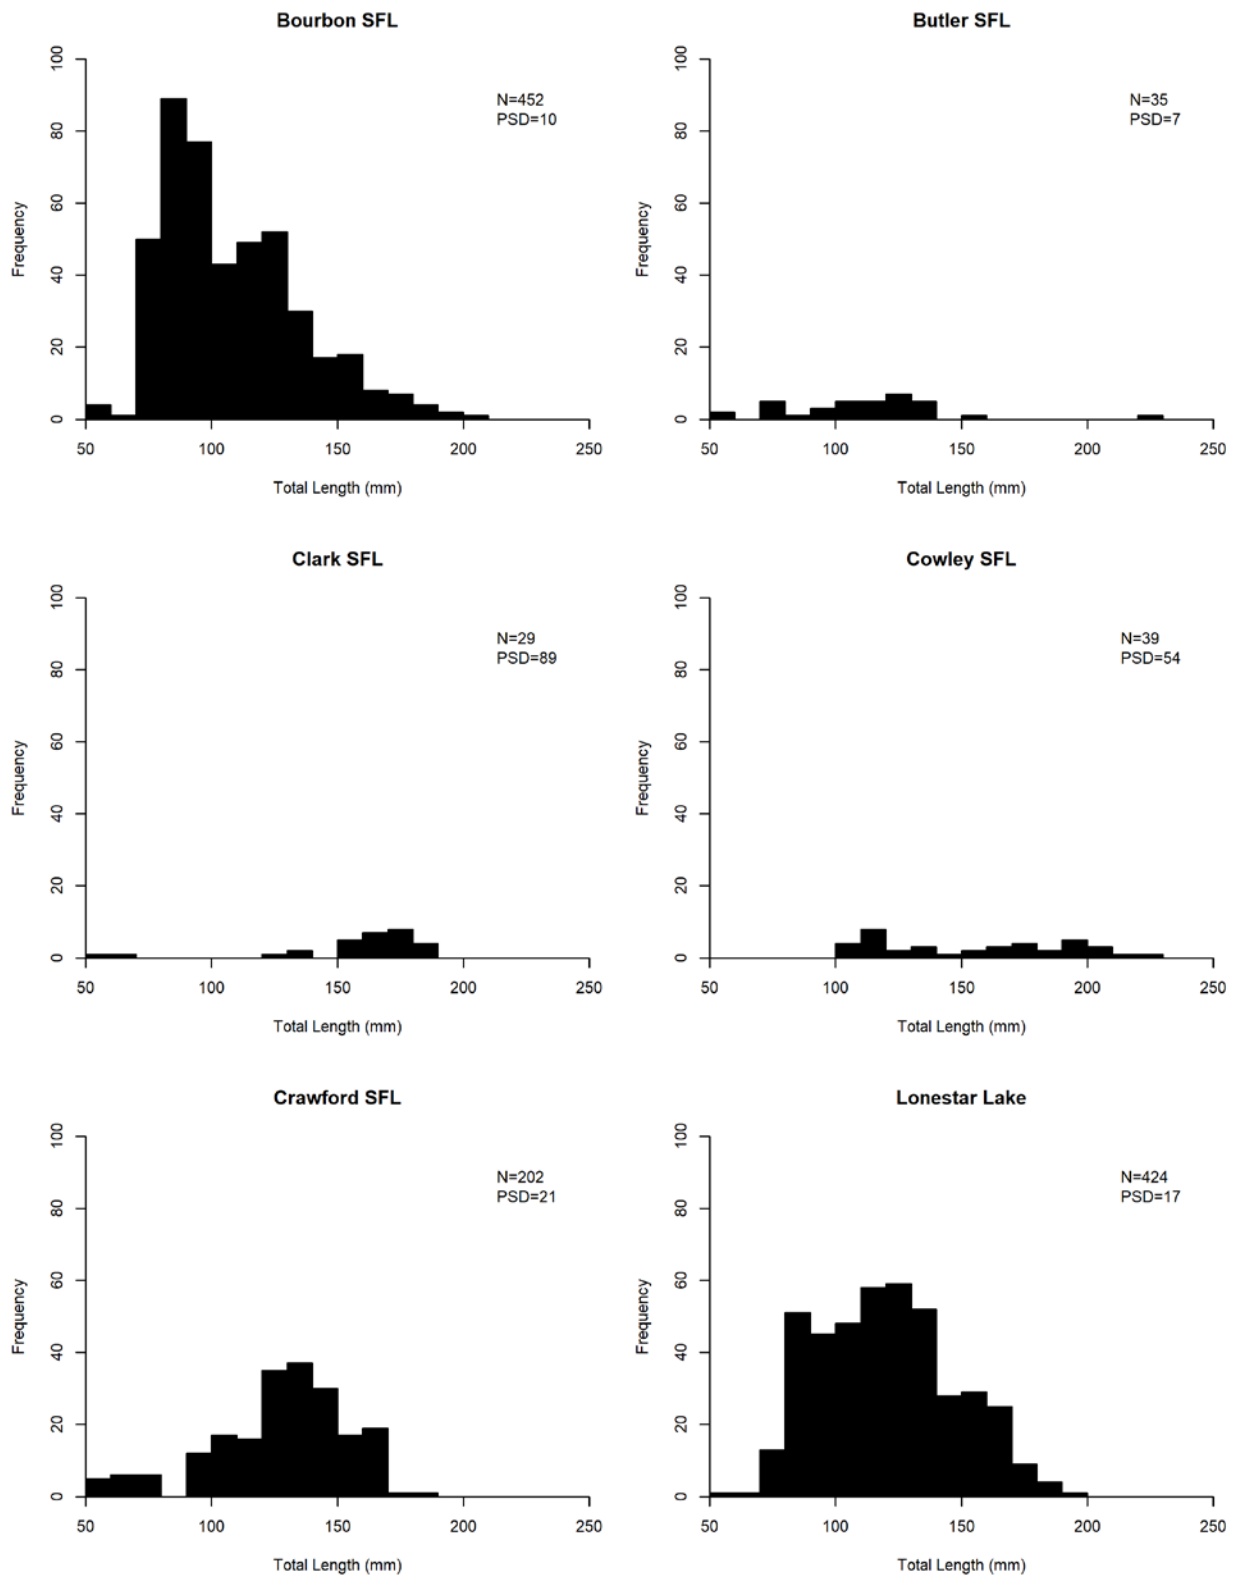 Bourbon SFL
N=452
PSD=10
Frequency
0
20
40
60
80
100
50
100
150
200
250
Total Length (mm)
Butler SFL
N=35
PSD=7
Frequency
0
20
40
60
80
100
50
100
150
200
250
Total Length (mm)
Clark SFL
N=29
PSD=89
Frequency
0
20
40
60
80
100
50
100
150
200
250
Total Length (mm)
Cowley SFL
N=39
PSD=54
Frequency
0
20
40
60
80
100
50
100
150
200
250
Total Length (mm)
Crawford SFL
N=202
PSD=21
Frequency
0
20
40
60
80
100
50
100
150
200
250
Total Length (mm)
Lonestar Lake
N=424
PSD=17
Frequency
0
20
40
60
80
100
50
100
150
200
250
Total Length (mm)